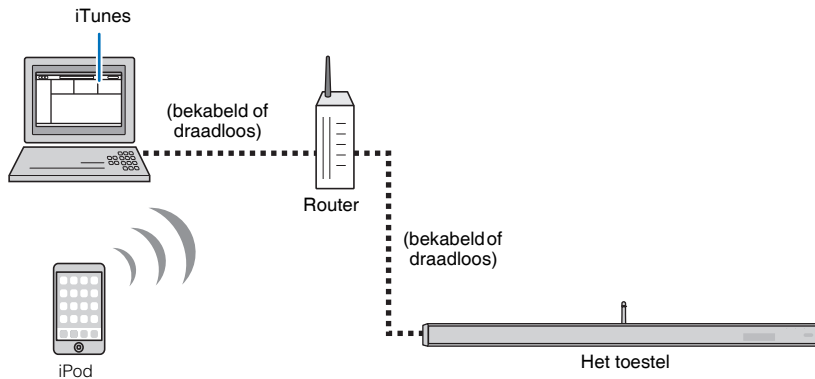 iTunes
(bekabeld of
draadloos)
Router
(bekabeld of
draadloos)
Het toestel
iPod